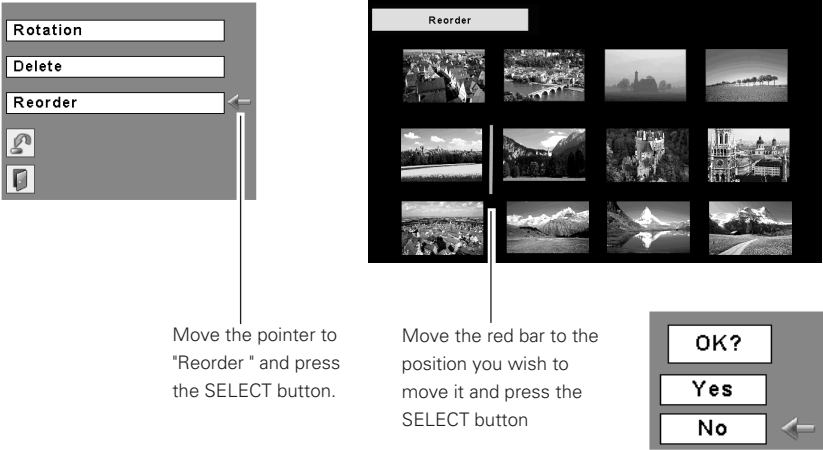 Rotation
Delete
Reorder
Reorder
Move the pointer to
"Reorder " and press
the SELECT button.
Move the red bar to the
position you wish to
move it and press the
SELECT button
OK?
Yes
No